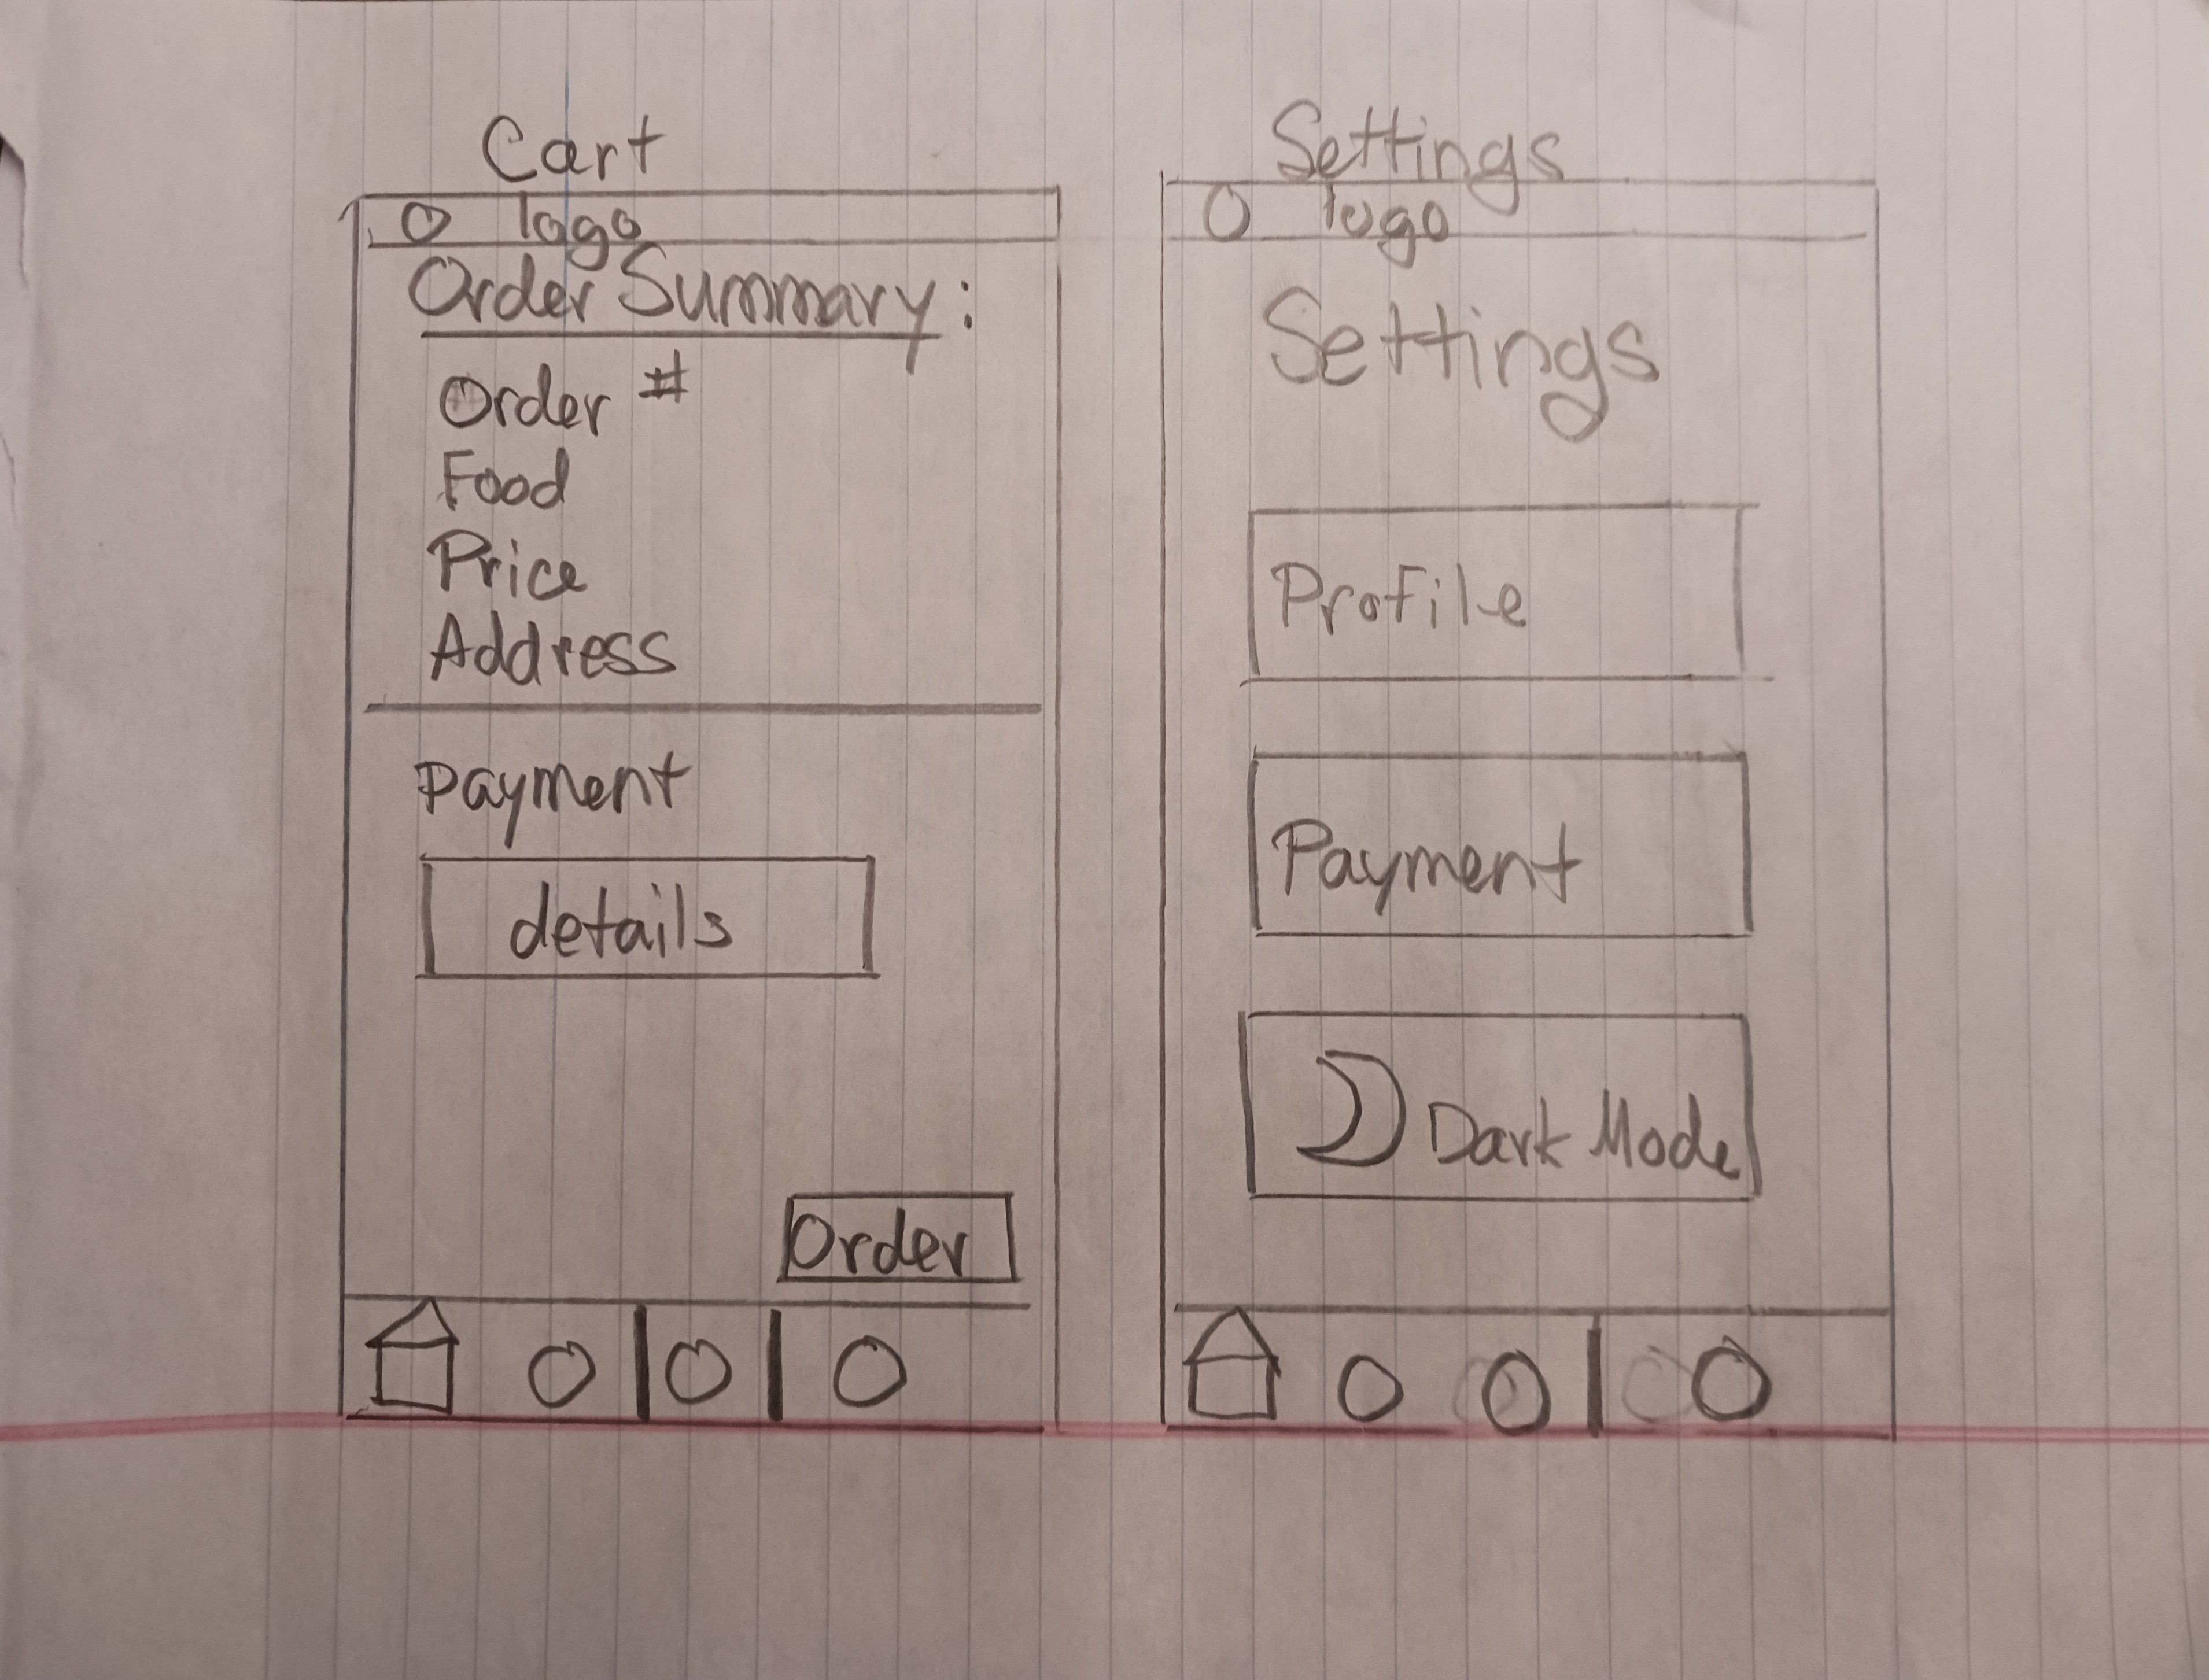 Cart
logo
Order Summary:
Order #
Food
Price
Address
Payment
details
Order
Settings
logo
Settings
Profile
Payment
Dark Mode